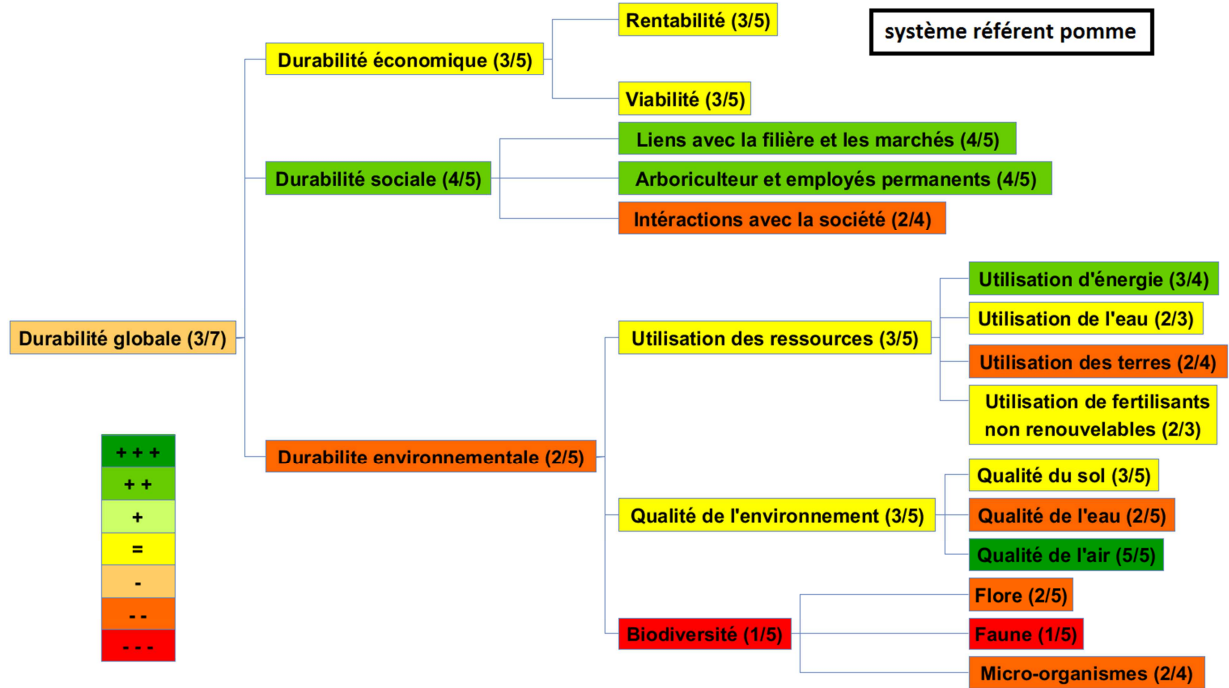 système référent pomme
Rentabilité (3/5)
Durabilité économique (3/5)
Viabilité (3/5)
Liens avec la filière et les marchés (4/5)
Durabilité sociale (4/5)
Arboriculteur et employés permanents (4/5)
Intéractions avec la société (2/4)
Utilisation d'énergie (3/4)
Utilisation de l'eau (2/3)
Durabilité globale (3/7)
Utilisation des ressources (3/5)
Utilisation des terres (2/4)
Utilisation de fertilisants
non renouvelables (2/3)
Durabilite environnementale (2/5)
Qualité du sol (3/5)
Qualité de l'environnement (3/5)
Qualité de l'eau (2/5)
Qualité de l'air (5/5)
Flore (2/5)
Biodiversité (1/5)
Faune (1/5)
Micro-organismes (2/4)
+ + +
+ +
+
=
-
- -
- - -